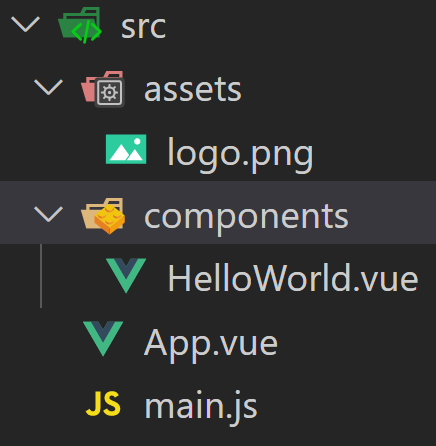 src
assets
logo.png
components
HelloWorld.vue
App.vue
JS main.js